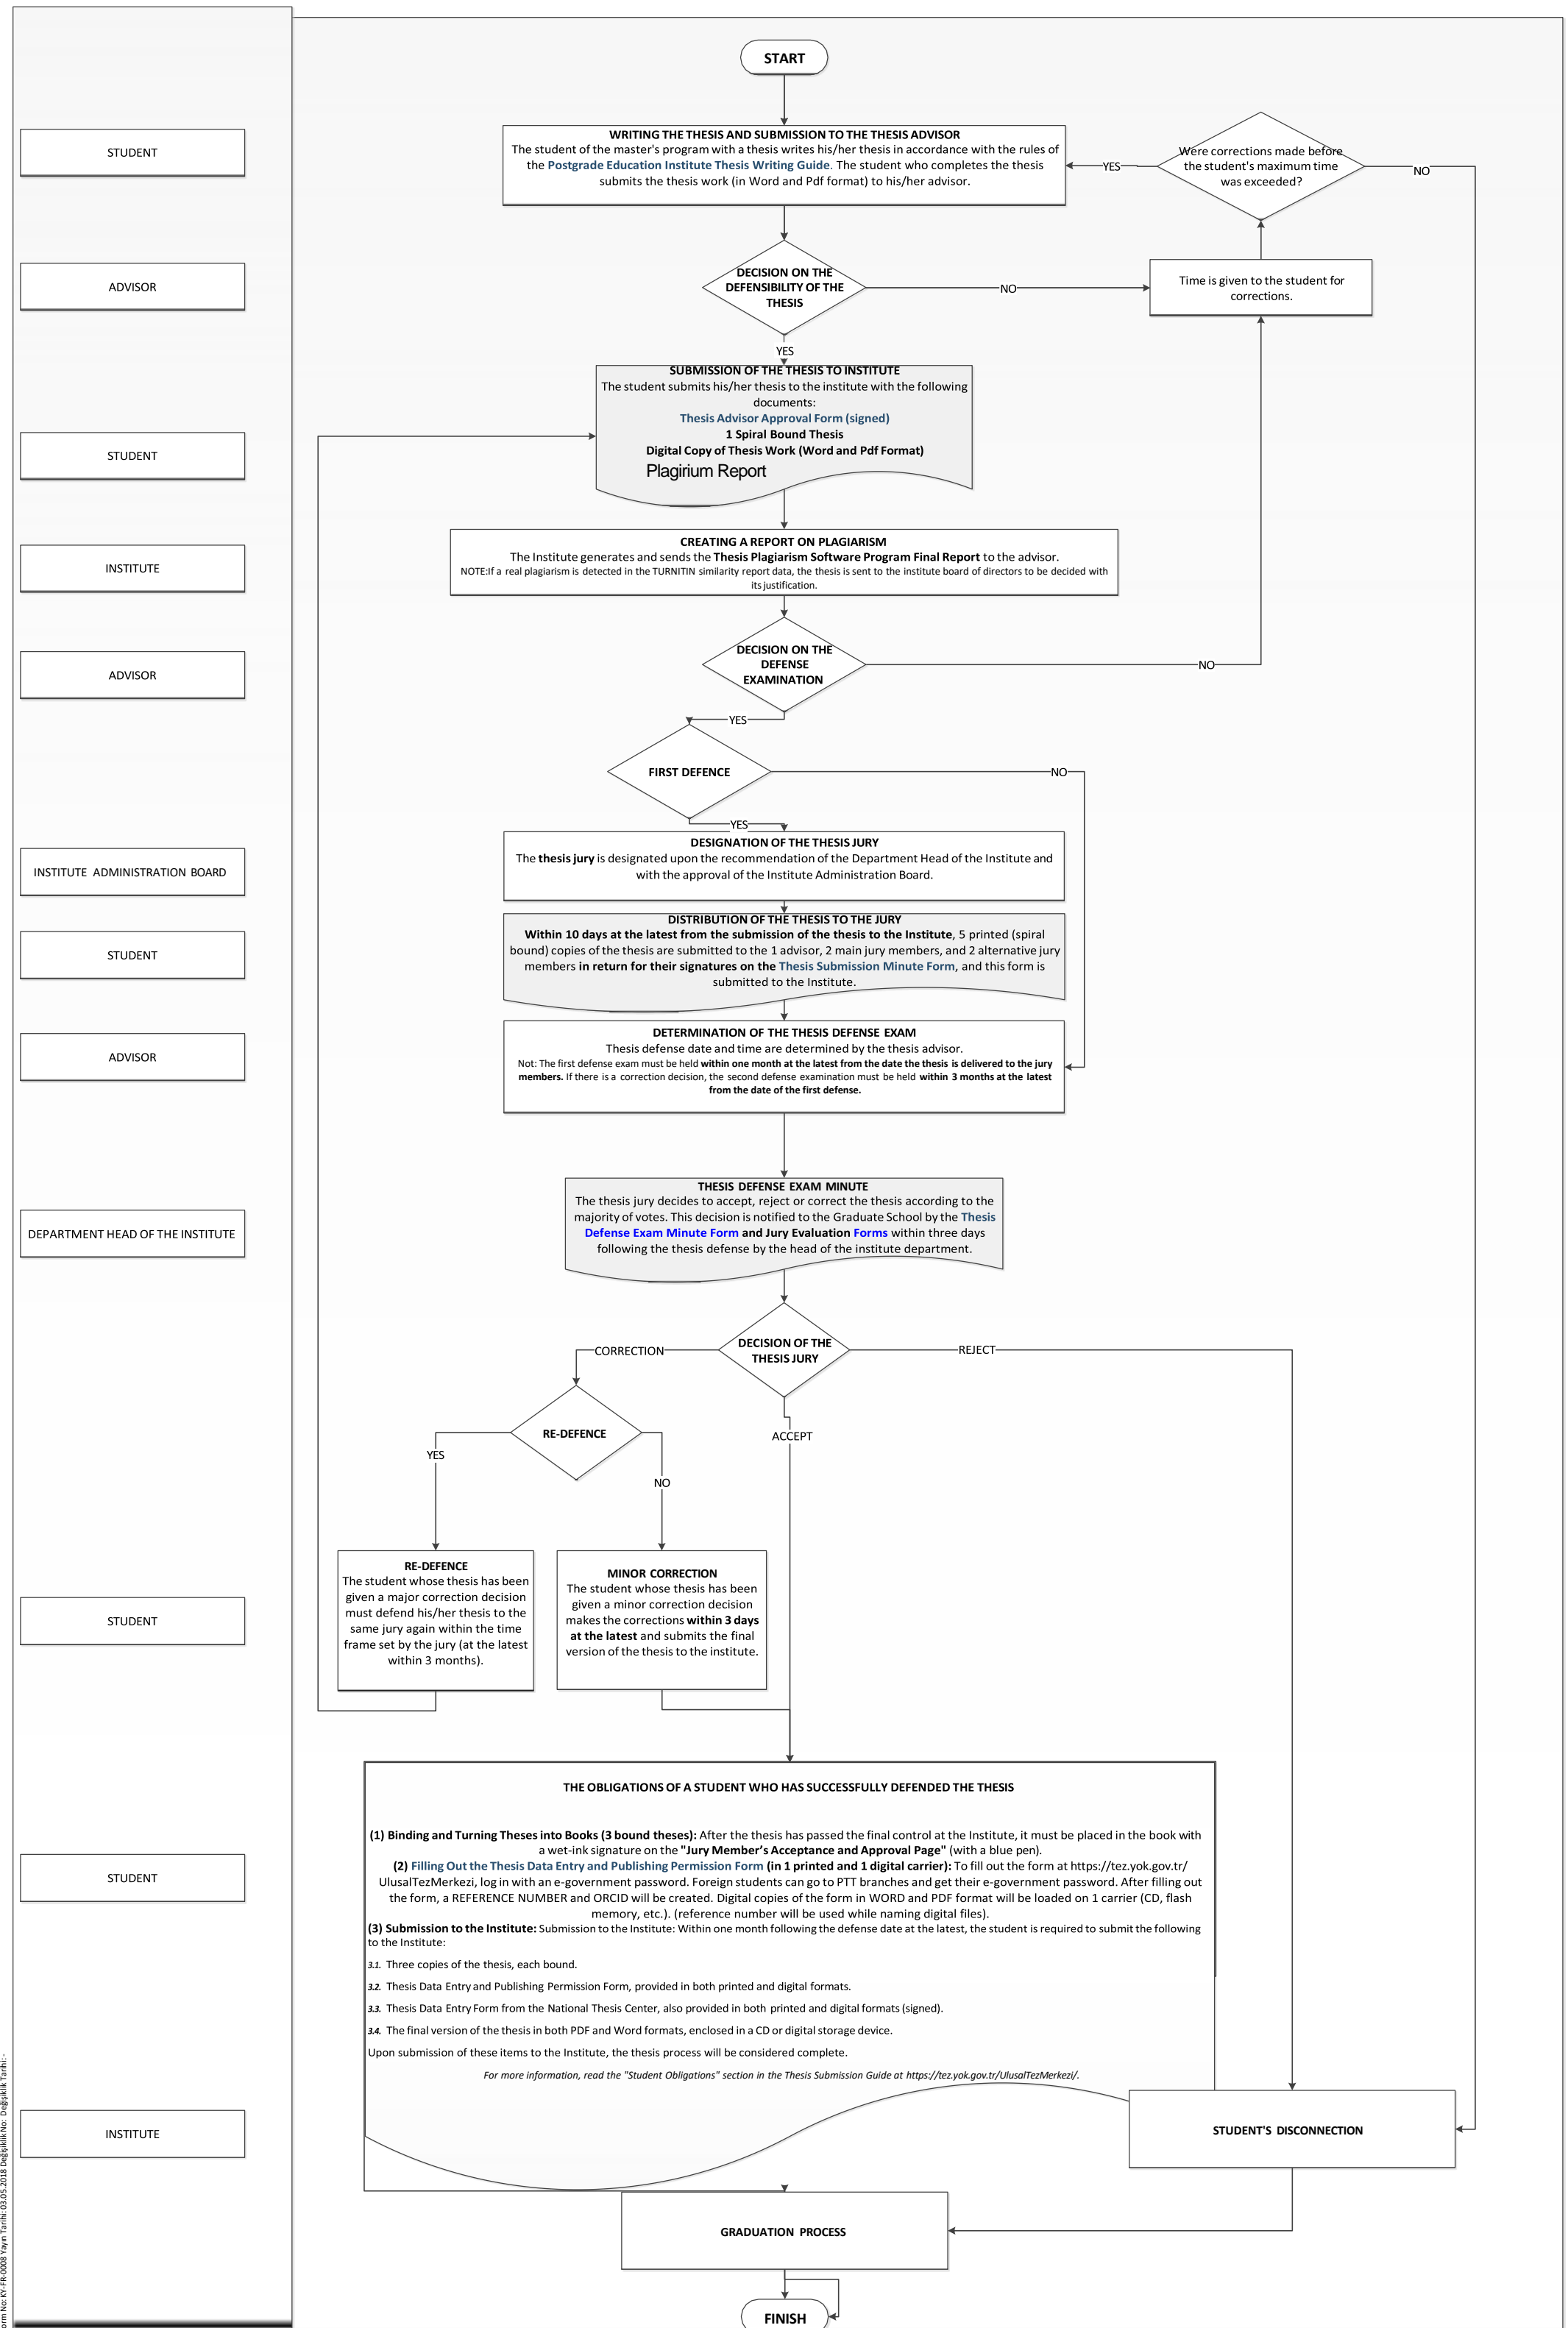 START
STUDENT
WRITING THE THESIS AND SUBMISSION TO THE THESIS ADVISOR
The student of the master's program with a thesis writes his/her thesis in accordance with the rules of
the Postgrade Education Institute Thesis Writing Guide. The student who completes the thesis
submits the thesis work (in Word and Pdf format) to his/her advisor.
YES
Were corrections made before
the student's maximum time
was exceeded?
NO
ADVISOR
DECISION ON THE
DEFENSIBILITY OF THE
THESIS
NO
Time is given to the student for
corrections.
YES
STUDENT
SUBMISSION OF THE THESIS TO INSTITUTE
The student submits his/her thesis to the institute with the following
documents:
Thesis Advisor Approval Form (signed)
1 Spiral Bound Thesis
Digital Copy of Thesis Work (Word and Pdf Format)
Plagirium Report
INSTITUTE
CREATING A REPORT ON PLAGIARISM
The Institute generates and sends the Thesis Plagiarism Software Program Final Report to the advisor.
NOTE:If a real plagiarism is detected in the TURNITIN similarity report data, the thesis is sent to the institute board of directors to be decided with
its justification.
ADVISOR
DECISION ON THE
DEFENSE
EXAMINATION
NO
YES
FIRST DEFENCE
NO
YES
INSTITUTE ADMINISTRATION BOARD
DESIGNATION OF THE THESIS JURY
The thesis jury is designated upon the recommendation of the Department Head of the Institute and
with the approval of the Institute Administration Board.
STUDENT
DISTRIBUTION OF THE THESIS TO THE JURY
Within 10 days at the latest from the submission of the thesis to the Institute, 5 printed (spiral
bound) copies of the thesis are submitted to the 1 advisor, 2 main jury members, and 2 alternative jury
members in return for their signatures on the Thesis Submission Minute Form, and this form is
submitted to the Institute.
ADVISOR
DETERMINATION OF THE THESIS DEFENSE EXAM
Thesis defense date and time are determined by the thesis advisor.
Not: The first defense exam must be held within one month at the latest from the date the thesis is delivered to the jury
members. If there is a correction decision, the second defense examination must be held within 3 months at the latest
from the date of the first defense.
DEPARTMENT HEAD OF THE INSTITUTE
THESIS DEFENSE EXAM MINUTE
The thesis jury decides to accept, reject or correct the thesis according to the
majority of votes. This decision is notified to the Graduate School by the Thesis
Defense Exam Minute Form and Jury Evaluation Forms within three days
following the thesis defense by the head of the institute department.
DECISION OF THE
THESIS JURY
CORRECTION
REJECT
ACCEPT
RE-DEFENCE
YES
NO
STUDENT
RE-DEFENCE
The student whose thesis has been
given a major correction decision
must defend his/her thesis to the
same jury again within the time
frame set by the jury (at the latest
within 3 months).
MINOR CORRECTION
The student whose thesis has been
given a minor correction decision
makes the corrections within 3 days
at the latest and submits the final
version of the thesis to the institute.
STUDENT
THE OBLIGATIONS OF A STUDENT WHO HAS SUCCESSFULLY DEFENDED THE THESIS
(1) Binding and Turning Theses into Books (3 bound theses): After the thesis has passed the final control at the Institute, it must be placed in the book with
a wet-ink signature on the "Jury Member’s Acceptance and Approval Page" (with a blue pen).
(2) Filling Out the Thesis Data Entry and Publishing Permission Form (in 1 printed and 1 digital carrier): To fill out the form at https://tez.yok.gov.tr/
UlusalTezMerkezi, log in with an e-government password. Foreign students can go to PTT branches and get their e-government password. After filling out
the form, a REFERENCE NUMBER and ORCID will be created. Digital copies of the form in WORD and PDF format will be loaded on 1 carrier (CD, flash
memory, etc.). (reference number will be used while naming digital files).
(3) Submission to the Institute: Submission to the Institute: Within one month following the defense date at the latest, the student is required to submit the following
to the Institute:
3.1. Three copies of the thesis, each bound.
3.2. Thesis Data Entry and Publishing Permission Form, provided in both printed and digital formats.
3.3. Thesis Data Entry Form from the National Thesis Center, also provided in both printed and digital formats (signed).
3.4. The final version of the thesis in both PDF and Word formats, enclosed in a CD or digital storage device.
Upon submission of these items to the Institute, the thesis process will be considered complete.
For more information, read the "Student Obligations" section in the Thesis Submission Guide at https://tez.yok.gov.tr/UlusalTezMerkezi/.
INSTITUTE
STUDENT'S DISCONNECTION
GRADUATION PROCESS
FINISH
orm No: KY-FR-0008 Yayın Tarihi: 03.05.2018 Değişiklik No: Değişiklik Tarihi: -